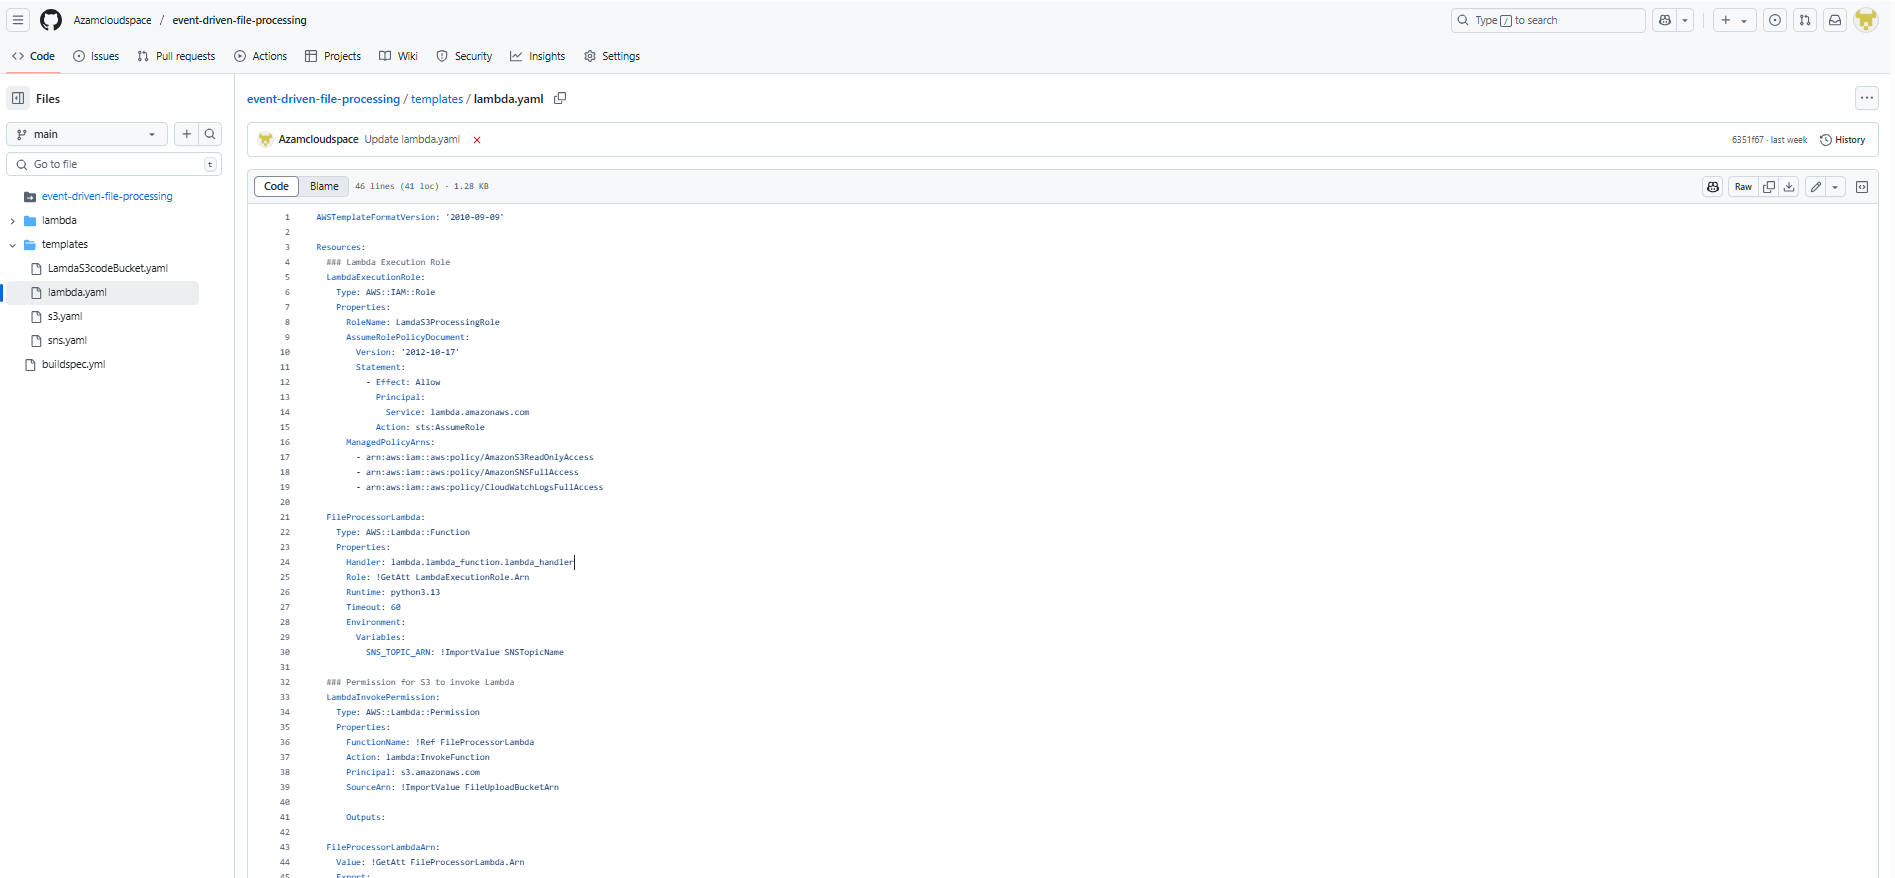 Azamcloudspace / event-driven-file-processing
Type / to search
Code Issues Pull requests Actions Projects Wiki Security Insights Settings
Files
main
Go to file
t
event-driven-file-processing
lambda
templates
LamdaS3codeBucket.yaml
lambda.yaml
s3.yaml
sns.yaml
buildspec.yml
event-driven-file-processing / templates / lambda.yaml
Azamcloudspace Update lambda.yaml
6351f67 · last week History
Code Blame 46 lines (41 loc) · 1.28 KB
Raw
1 AWSTemplateFormatVersion: '2010-09-09'
2
3 Resources:
4 ### Lambda Execution Role
5 LambdaExecutionRole:
6 Type: AWS::IAM::Role
7 Properties:
8 RoleName: LamdaS3ProcessingRole
9 AssumeRolePolicyDocument:
10 Version: '2012-10-17'
11 Statement:
12 - Effect: Allow
13 Principal:
14 Service: lambda.amazonaws.com
15 Action: sts:AssumeRole
16 ManagedPolicyArns:
17 - arn:aws:iam::aws:policy/AmazonS3ReadOnlyAccess
18 - arn:aws:iam::aws:policy/AmazonSNSFullAccess
19 - arn:aws:iam::aws:policy/CloudWatchLogsFullAccess
20
21 FileProcessorLambda:
22 Type: AWS::Lambda::Function
23 Properties:
24 Handler: lambda.lambda_function.lambda_handler
25 Role: !GetAtt LambdaExecutionRole.Arn
26 Runtime: python3.13
27 Timeout: 60
28 Environment:
29 Variables:
30 SNS_TOPIC_ARN: !ImportValue SNSTopicName
31
32 ### Permission for S3 to invoke Lambda
33 LambdaInvokePermission:
34 Type: AWS::Lambda::Permission
35 Properties:
36 FunctionName: !Ref FileProcessorLambda
37 Action: lambda:InvokeFunction
38 Principal: s3.amazonaws.com
39 SourceArn: !ImportValue FileUploadBucketArn
40
41 Outputs:
42
43 FileProcessorLambdaArn:
44 Value: !GetAtt FileProcessorLambda.Arn
45 Export: